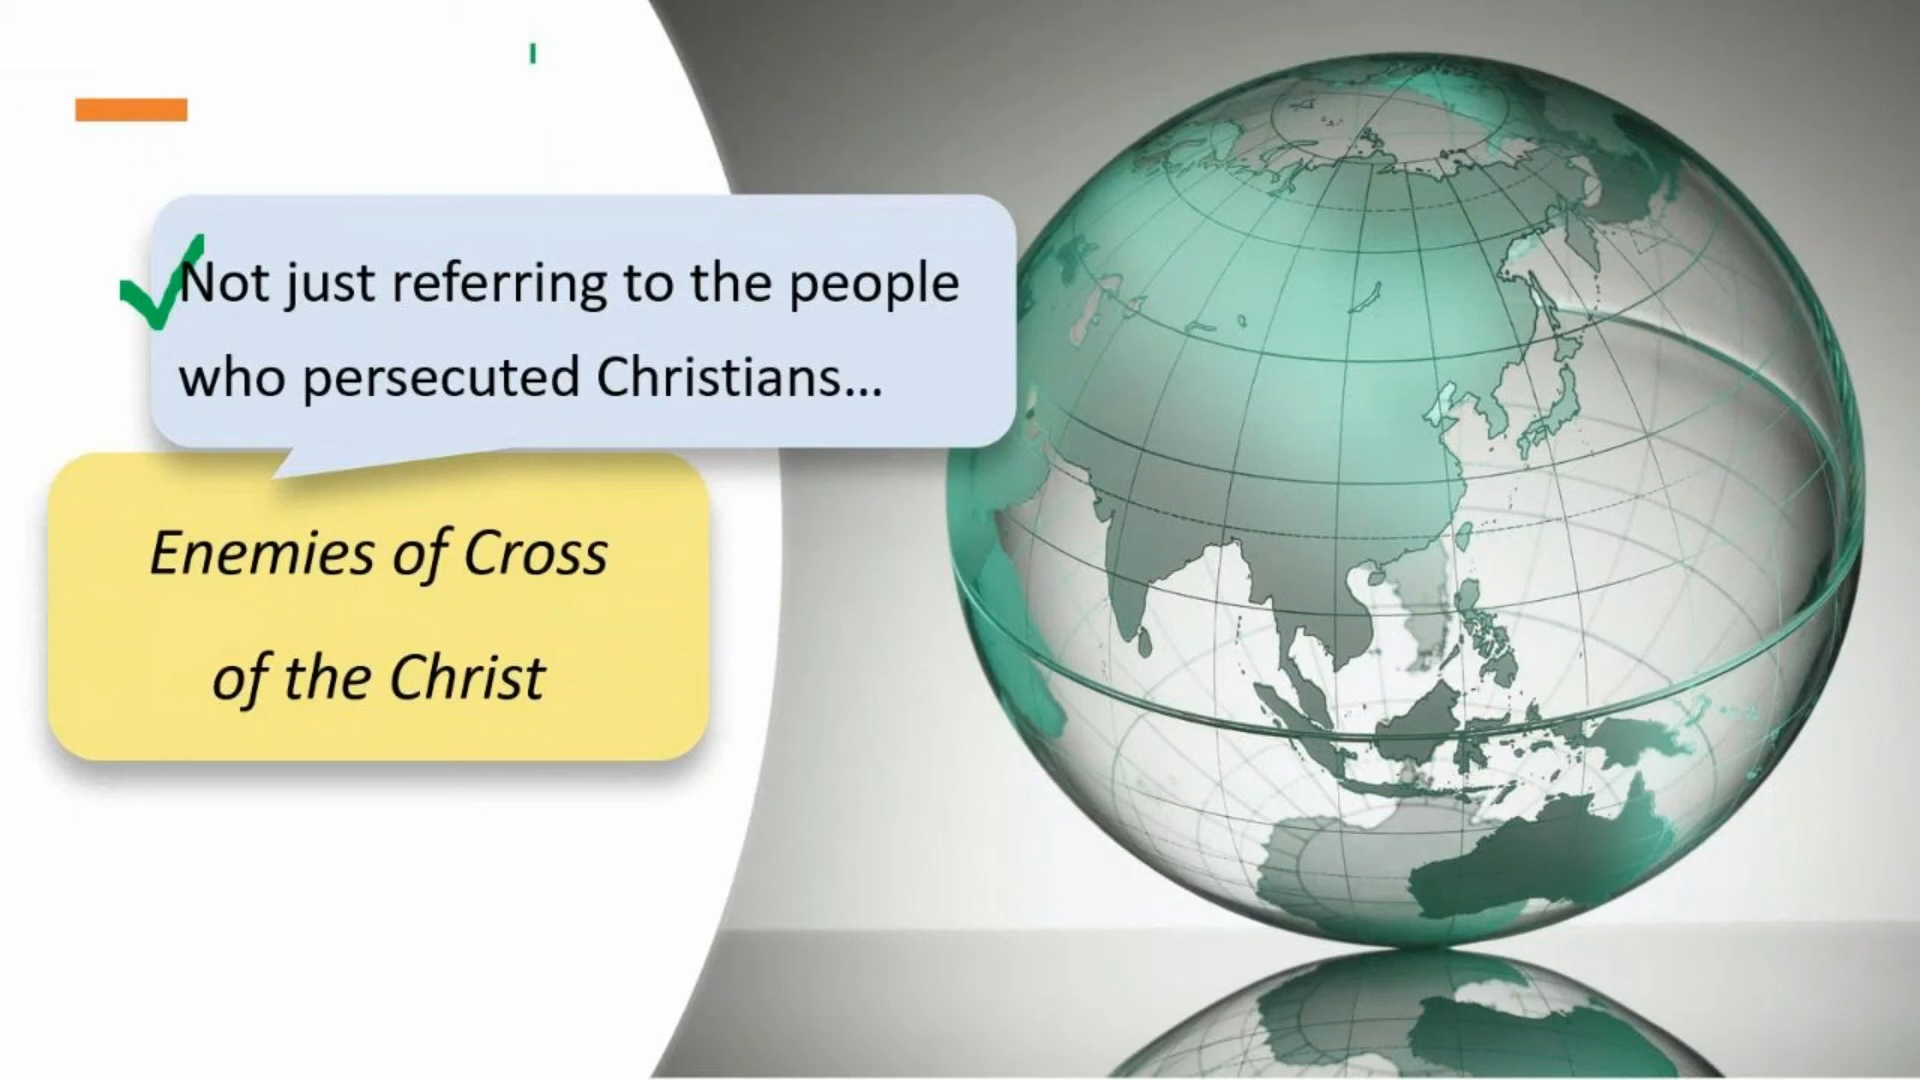 Not just referring to the people
who persecuted Christians...
Enemies of Cross
of the Christ